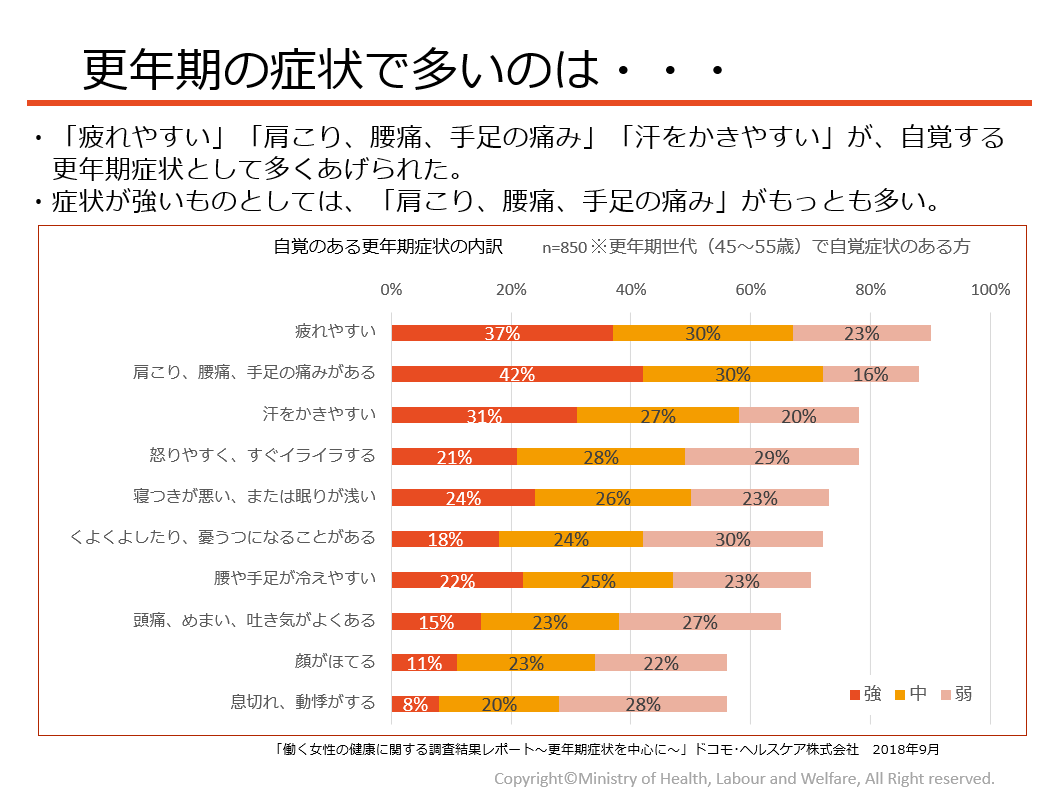 更年期の症状で多いのは・・・
・「疲れやすい」「肩こり、腰痛、手足の痛み」「汗をかきやすい」が、自覚する
更年期症状として多くあげられた。
・症状が強いものとしては、「肩こり、腰痛、手足の痛み」がもっとも多い。
自覚のある更年期症状の内訳 n=850 ※更年期世代（45～55歳）で自覚症状のある方
0% 20% 40% 60% 80% 100%
疲れやすい 37% 30% 23%
肩こり、腰痛、手足の痛みがある 42% 30% 16%
汗をかきやすい 31% 27% 20%
怒りやすく、すぐイライラする 21% 28% 29%
寝つきが悪い、または眠りが浅い 24% 26% 23%
くよくよしたり、憂うつになることがある 18% 24% 30%
腰や手足が冷えやすい 22% 25% 23%
頭痛、めまい、吐き気がよくある 15% 23% 27%
顔がほてる 11% 23% 22%
息切れ、動悸がする 8% 20% 28%
強 中 弱
「働く女性の健康に関する調査結果レポート～更年期症状を中心に～」ドコモ･ヘルスケア株式会社 2018年9月
Copyright©Ministry of Health, Labour and Welfare, All Right reserved.